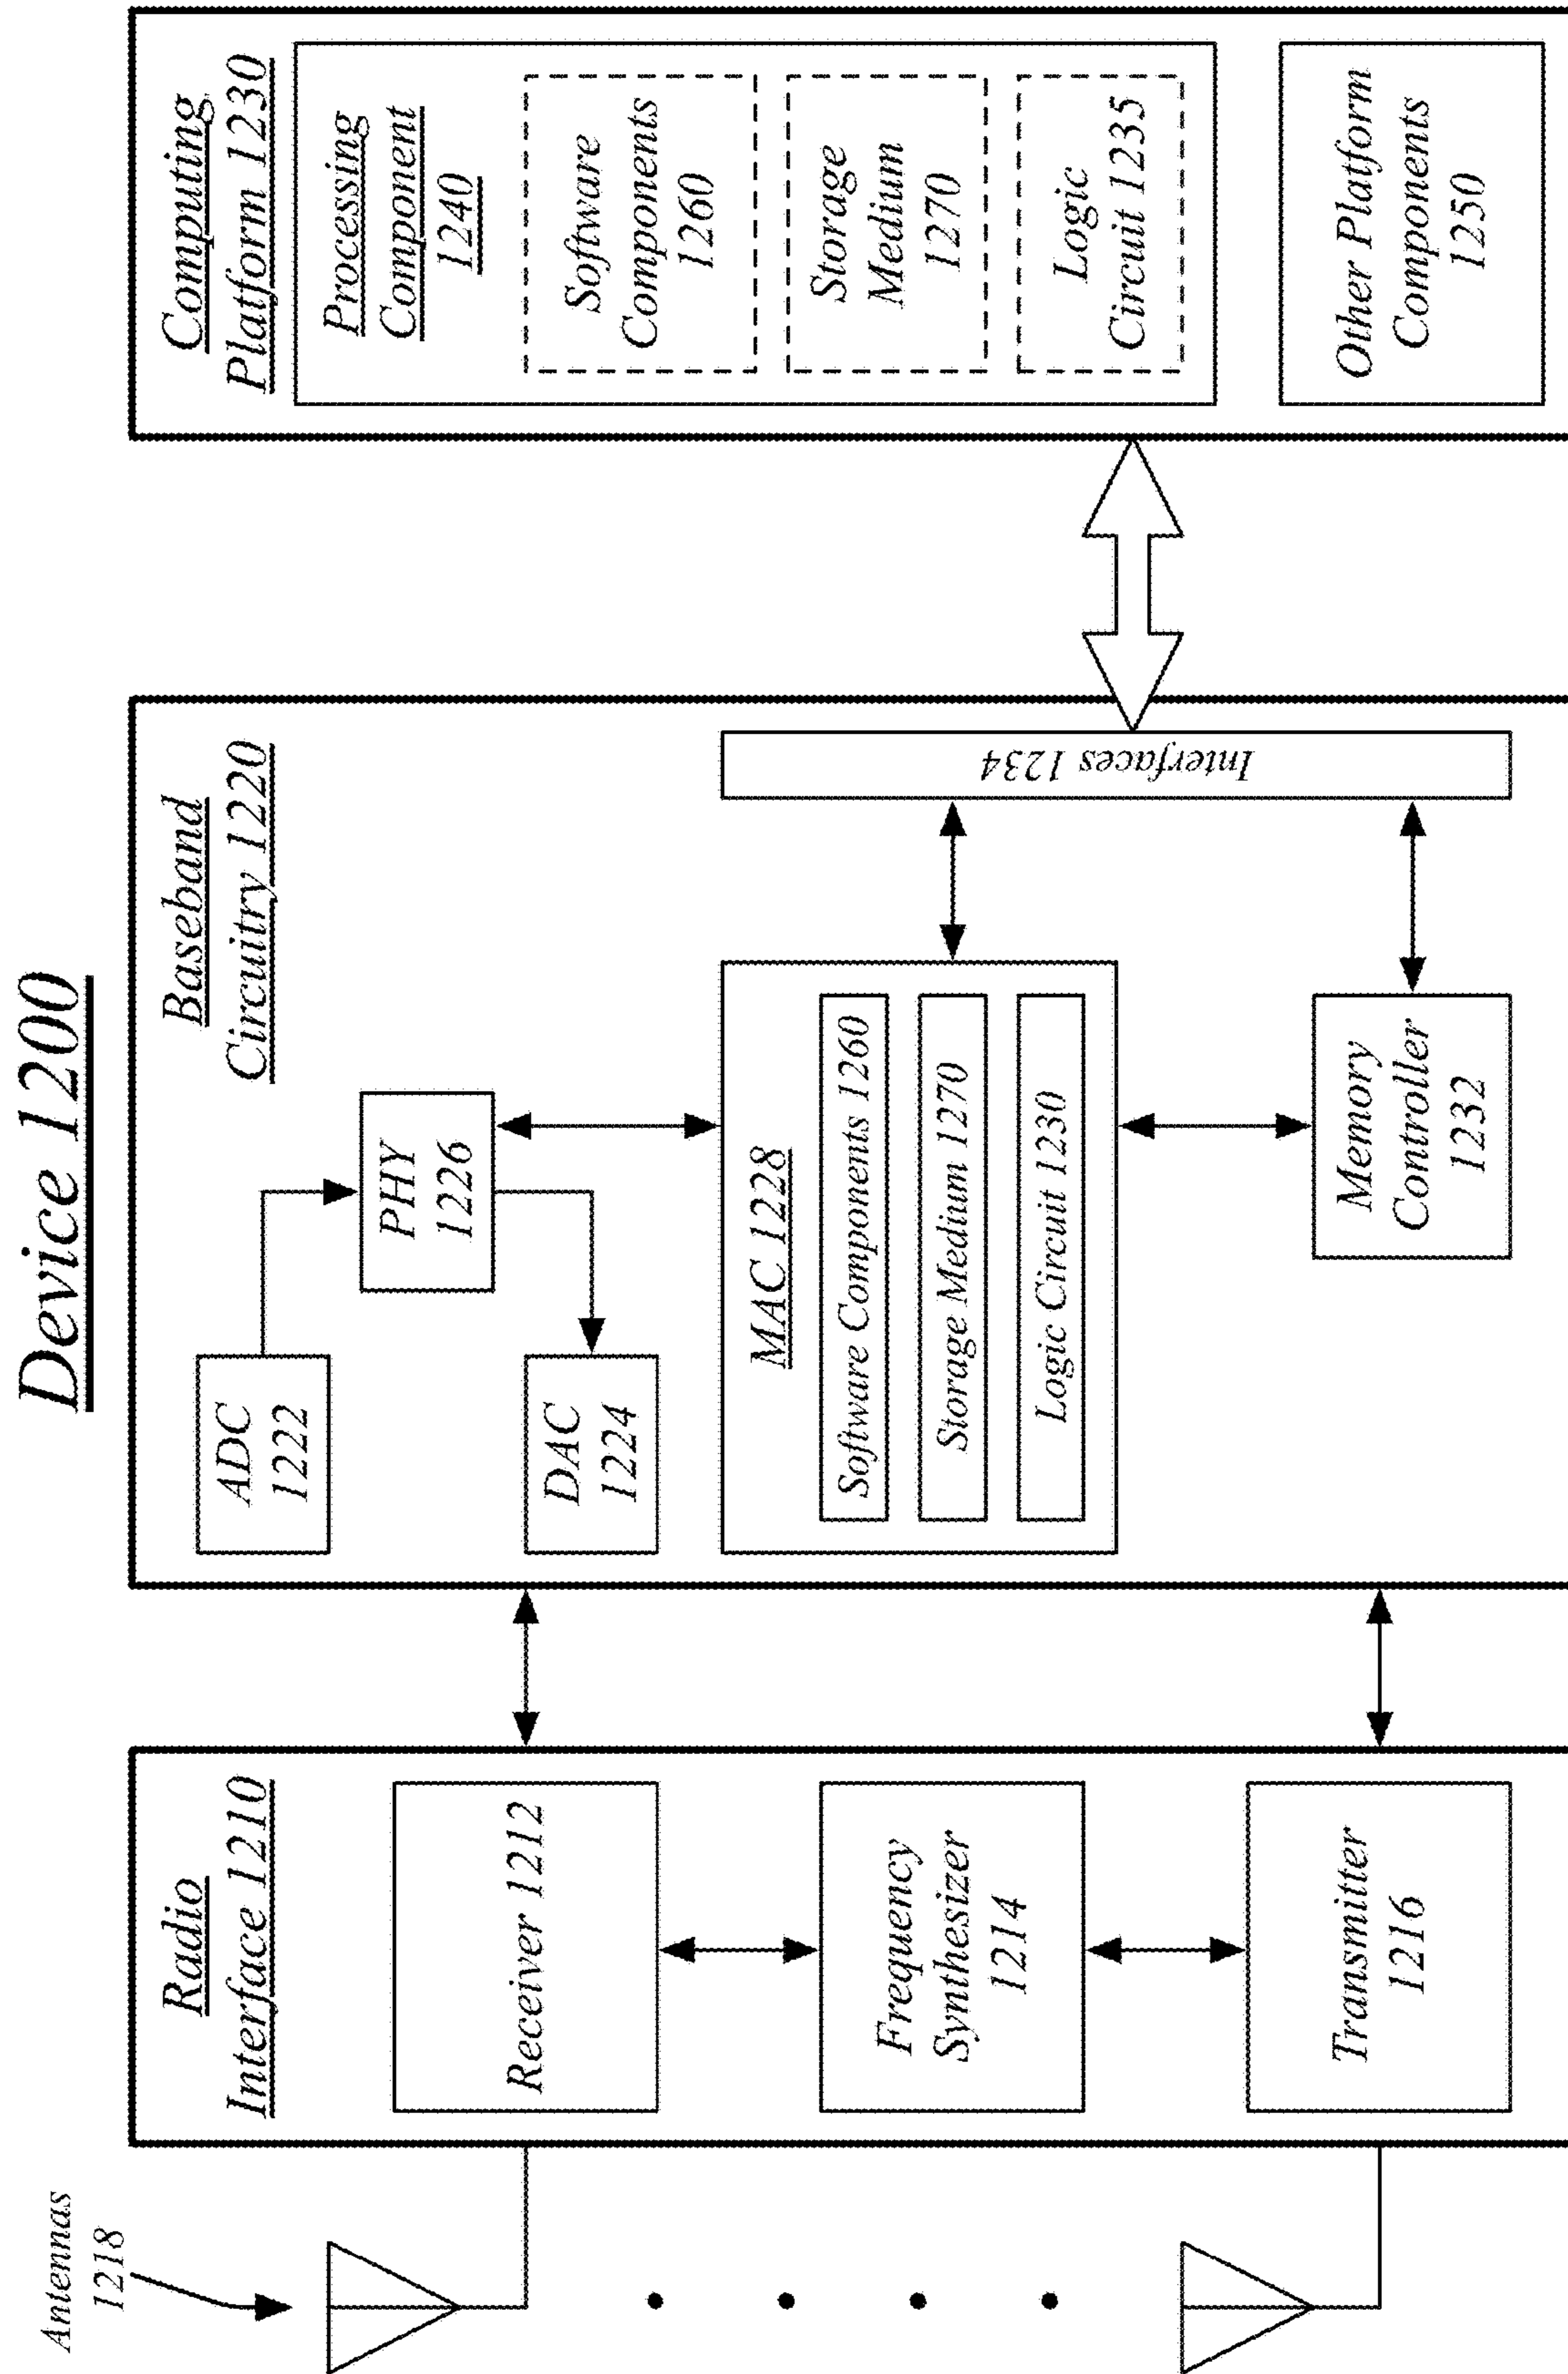 Device 1200
Antennas
1218
Radio
Interface 1210
Receiver 1212
Frequency
Synthesizer
1214
Transmitter
1216
Baseband
Circuitry 1220
ADC
1222
PHY
1226
DAC
1224
MAC 1228
Software Components 1260
Storage Medium 1270
Logic Circuit 1230
Memory
Controller
1232
Interfaces 1234
Computing
Platform 1230
Processing
Component
1240
Software
Components
1260
Storage
Medium
1270
Logic
Circuit 1235
Other Platform
Components
1250